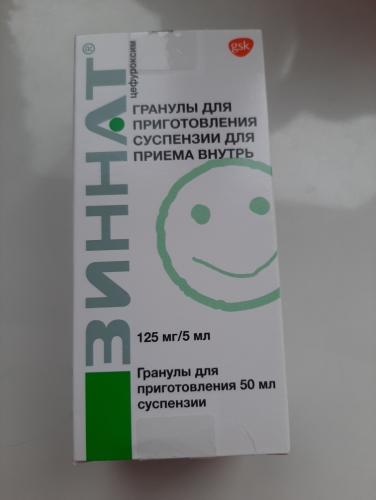 ЗИННАТ®
цефуроксим
gsk
ГРАНУЛЫ ДЛЯ
ПРИГОТОВЛЕНИЯ
СУСПЕНЗИИ ДЛЯ
ПРИЕМА ВНУТРЬ
125 мг/5 мл
Гранулы для
приготовления 50 мл
суспензии